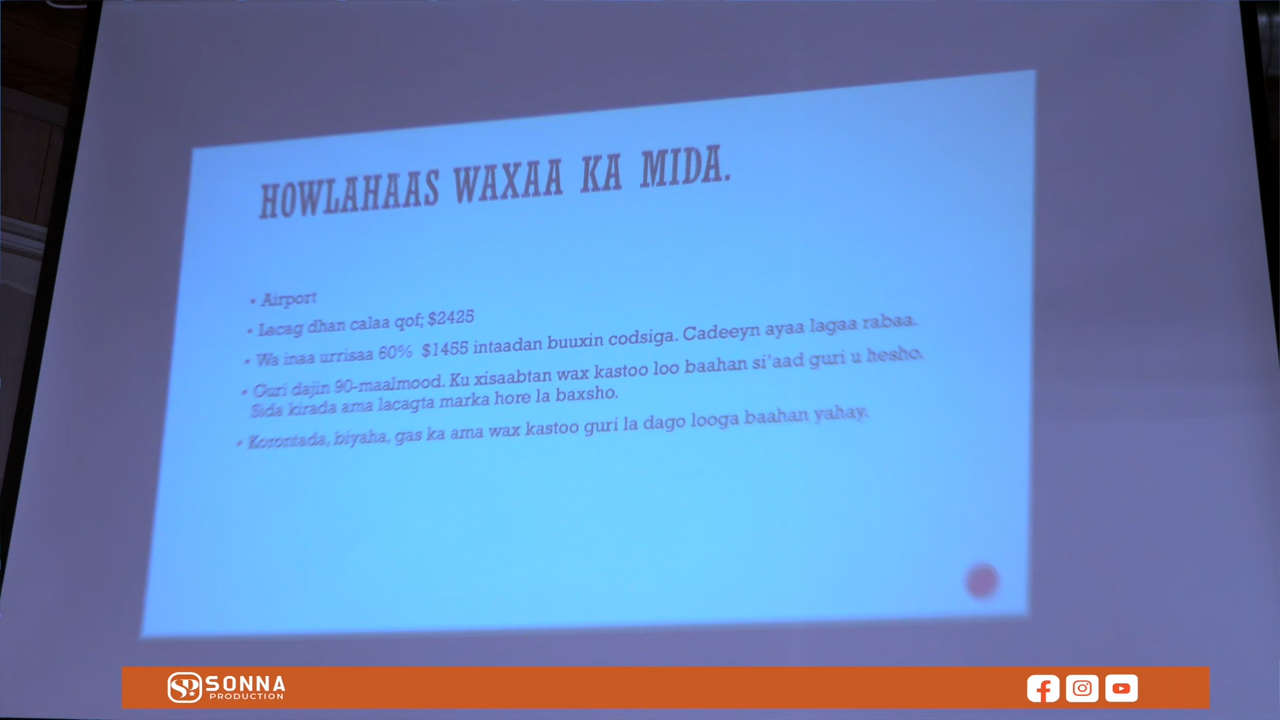 HOWLAHAAS WAXAA KA MIDA.
• Airport
• Lacag dhan calaa qof; $2425
• Wa inaa urrisaa 60% $1455 intaadan buuxin codsiga. Cadeeyn ayaa lagaa rabaa.
• Guri dajin 90-maalmood. Ku xisaabtan wax kastoo loo baahan si'aad guri u hesho.
Sida kirada ama lacagta marka hore la baxsho.
• Korontada, biyaha, gas ka ama wax kastoo guri la dago looga baahan yahay.
SP SONNA
PRODUCTION